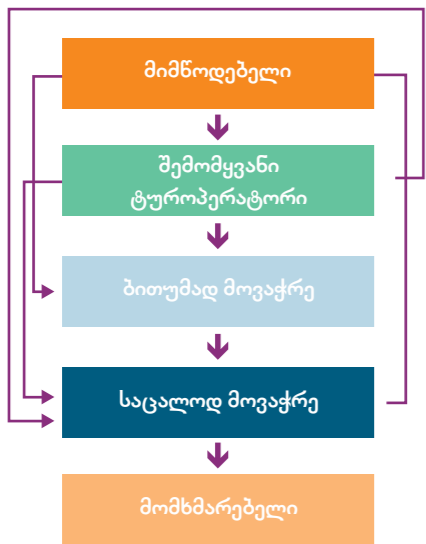 მიმწოდებელი
შემომყვანი
ტუროპერატორი
ბითუმად მოვაჭრე
საცალოდ მოვაჭრე
მომხმარებელი